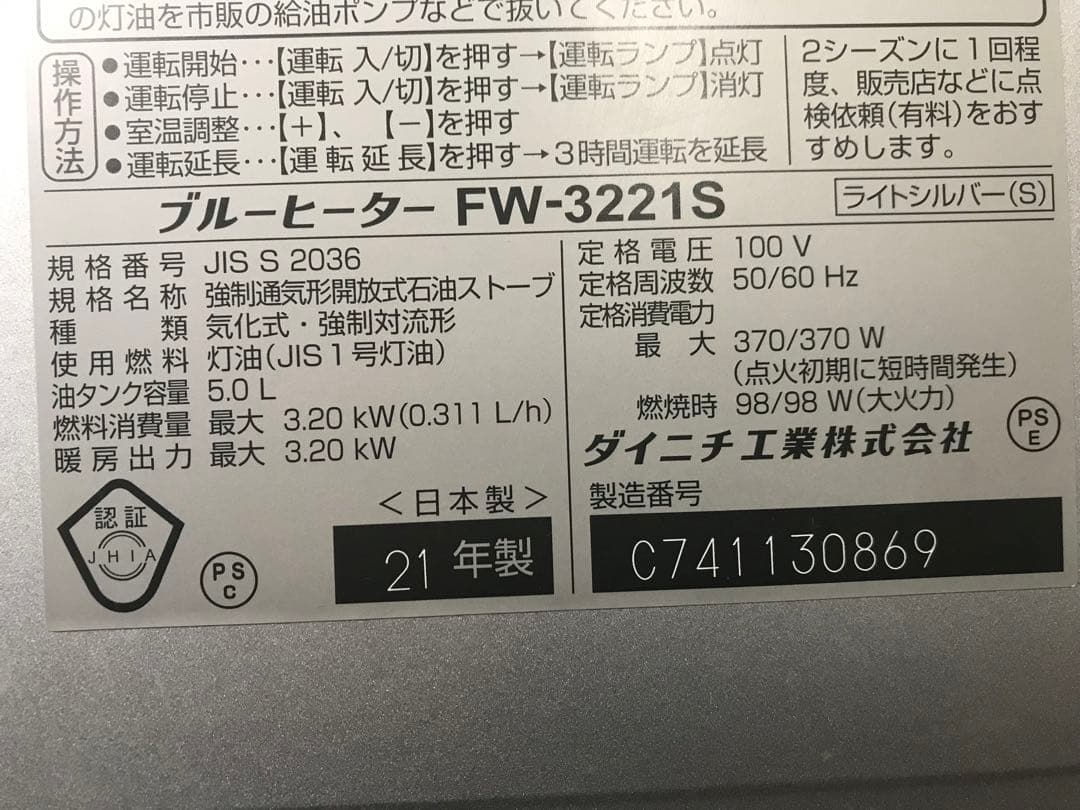 の灯油を市販の給油ポンプなどで抜いてください。
操作方法
●運転開始…【運転 入/切】を押す→【運転ランプ】点灯
●運転停止…【運転 入/切】を押す→【運転ランプ】消灯
●室温調整…【＋】、【－】を押す
●運転延長…【運転延長】を押す→3時間運転を延長
2シーズンに1回程
度、販売店などに点
検依頼(有料)をおす
すめします。
ブルーヒーター FW-3221S
ライトシルバー(S)
規格番号 JIS S 2036
規格名称 強制通気形開放式石油ストーブ
種類 気化式・強制対流形
使用燃料 灯油(JIS1号灯油)
油タンク容量 5.0 L
燃料消費量 最大 3.20 kW(0.311 L/h)
暖房出力 最大 3.20 kW
定格電圧 100 V
定格周波数 50/60 Hz
定格消費電力
最大 370/370 W
(点火初期に短時間発生)
燃焼時 98/98 W(大火力)
ダイニチ工業株式会社
PS
E
<日本製>
製造番号
認証
JHIA
PS
C
21 年製
C741130869